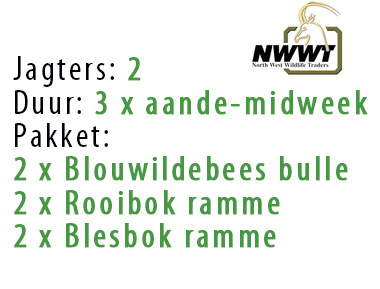 NWWT
North West Wildlife Traders
Jagters: 2
Duur: 3 x aande-midweek
Pakket:
2 x Blouwildebees bulle
2 x Rooibok ramme
2 x Blesbok ramme